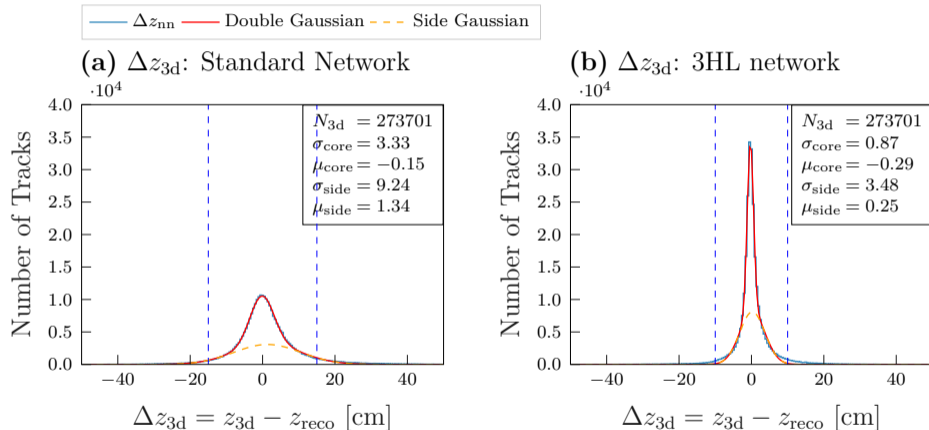 Δz_nn Double Gaussian Side Gaussian
(a) Δz_3d: Standard Network
·10^4
Number of Tracks
4.0
3.5
3.0
2.5
2.0
1.5
1.0
0.5
0.0
N_3d = 273701
σ_core = 3.33
μ_core = −0.15
σ_side = 9.24
μ_side = 1.34
−40 −20 0 20 40
Δz_3d = z_3d − z_reco [cm]
(b) Δz_3d: 3HL network
·10^4
Number of Tracks
4.0
3.5
3.0
2.5
2.0
1.5
1.0
0.5
0.0
N_3d = 273701
σ_core = 0.87
μ_core = −0.29
σ_side = 3.48
μ_side = 0.25
−40 −20 0 20 40
Δz_3d = z_3d − z_reco [cm]